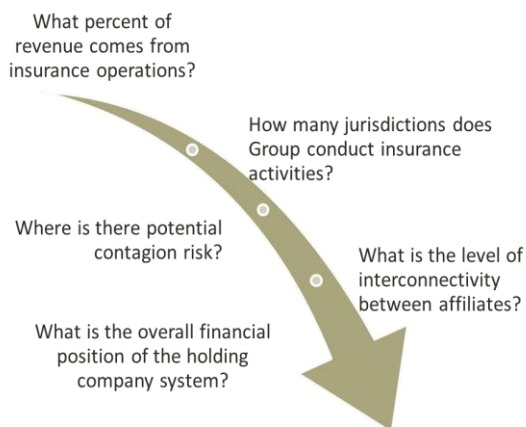 What percent of
revenue comes from
insurance operations?
How many jurisdictions does
Group conduct insurance
activities?
Where is there potential
contagion risk?
What is the level of
interconnectivity
between affiliates?
What is the overall financial
position of the holding
company system?